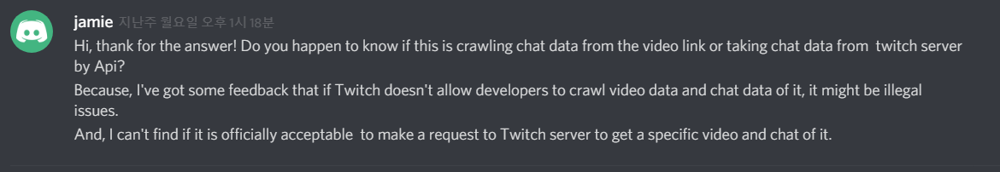 jamie 지난주 월요일 오후 1시 18분
Hi, thank for the answer! Do you happen to know if this is crawling chat data from the video link or taking chat data from  twitch server
by Api?
Because, I've got some feedback that if Twitch doesn't allow developers to crawl video data and chat data of it, it might be illegal
issues.
And, I can't find if it is officially acceptable  to make a request to Twitch server to get a specific video and chat of it.